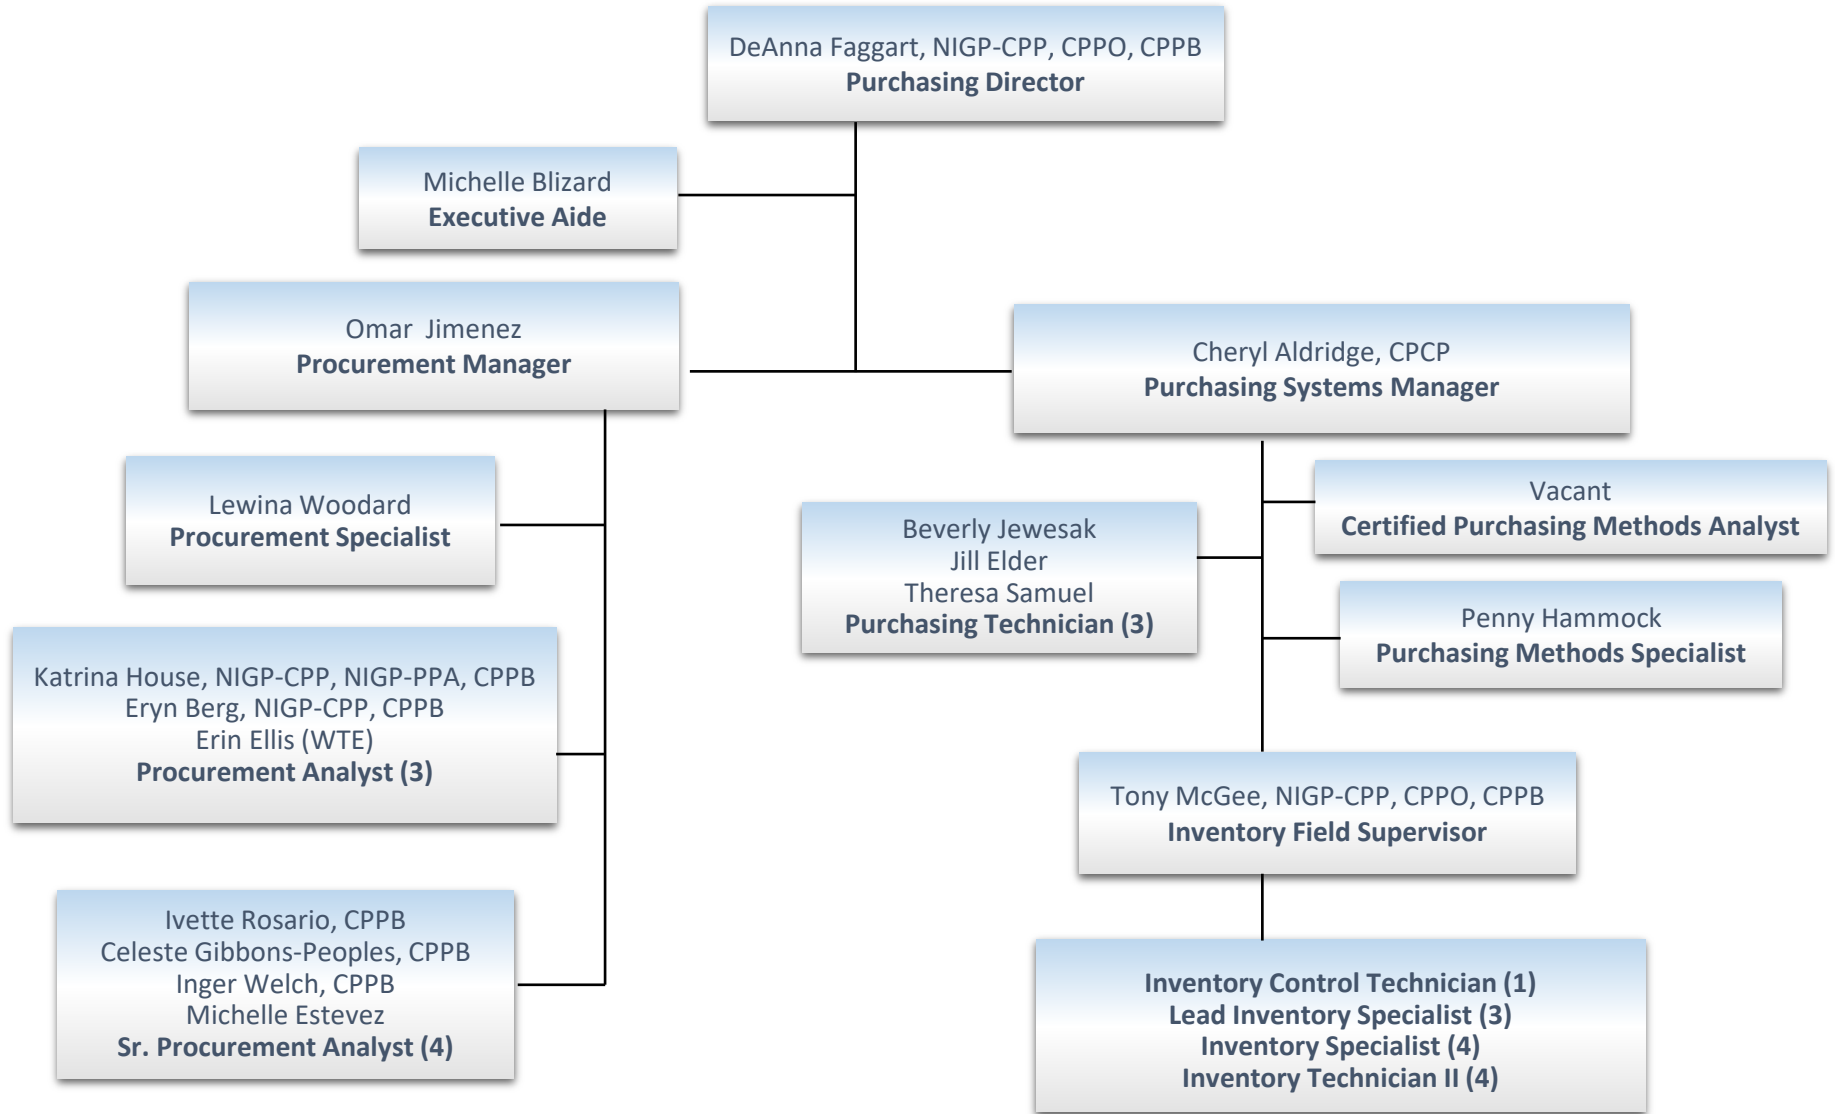 DeAnna Faggart, NIGP-CPP, CPPO, CPPB
Purchasing Director
Michelle Blizard
Executive Aide
Omar Jimenez
Procurement Manager
Cheryl Aldridge, CPCP
Purchasing Systems Manager
Lewina Woodard
Procurement Specialist
Beverly Jewesak
Jill Elder
Theresa Samuel
Purchasing Technician (3)
Vacant
Certified Purchasing Methods Analyst
Penny Hammock
Purchasing Methods Specialist
Katrina House, NIGP-CPP, NIGP-PPA, CPPB
Eryn Berg, NIGP-CPP, CPPB
Erin Ellis (WTE)
Procurement Analyst (3)
Tony McGee, NIGP-CPP, CPPO, CPPB
Inventory Field Supervisor
Ivette Rosario, CPPB
Celeste Gibbons-Peoples, CPPB
Inger Welch, CPPB
Michelle Estevez
Sr. Procurement Analyst (4)
Inventory Control Technician (1)
Lead Inventory Specialist (3)
Inventory Specialist (4)
Inventory Technician II (4)